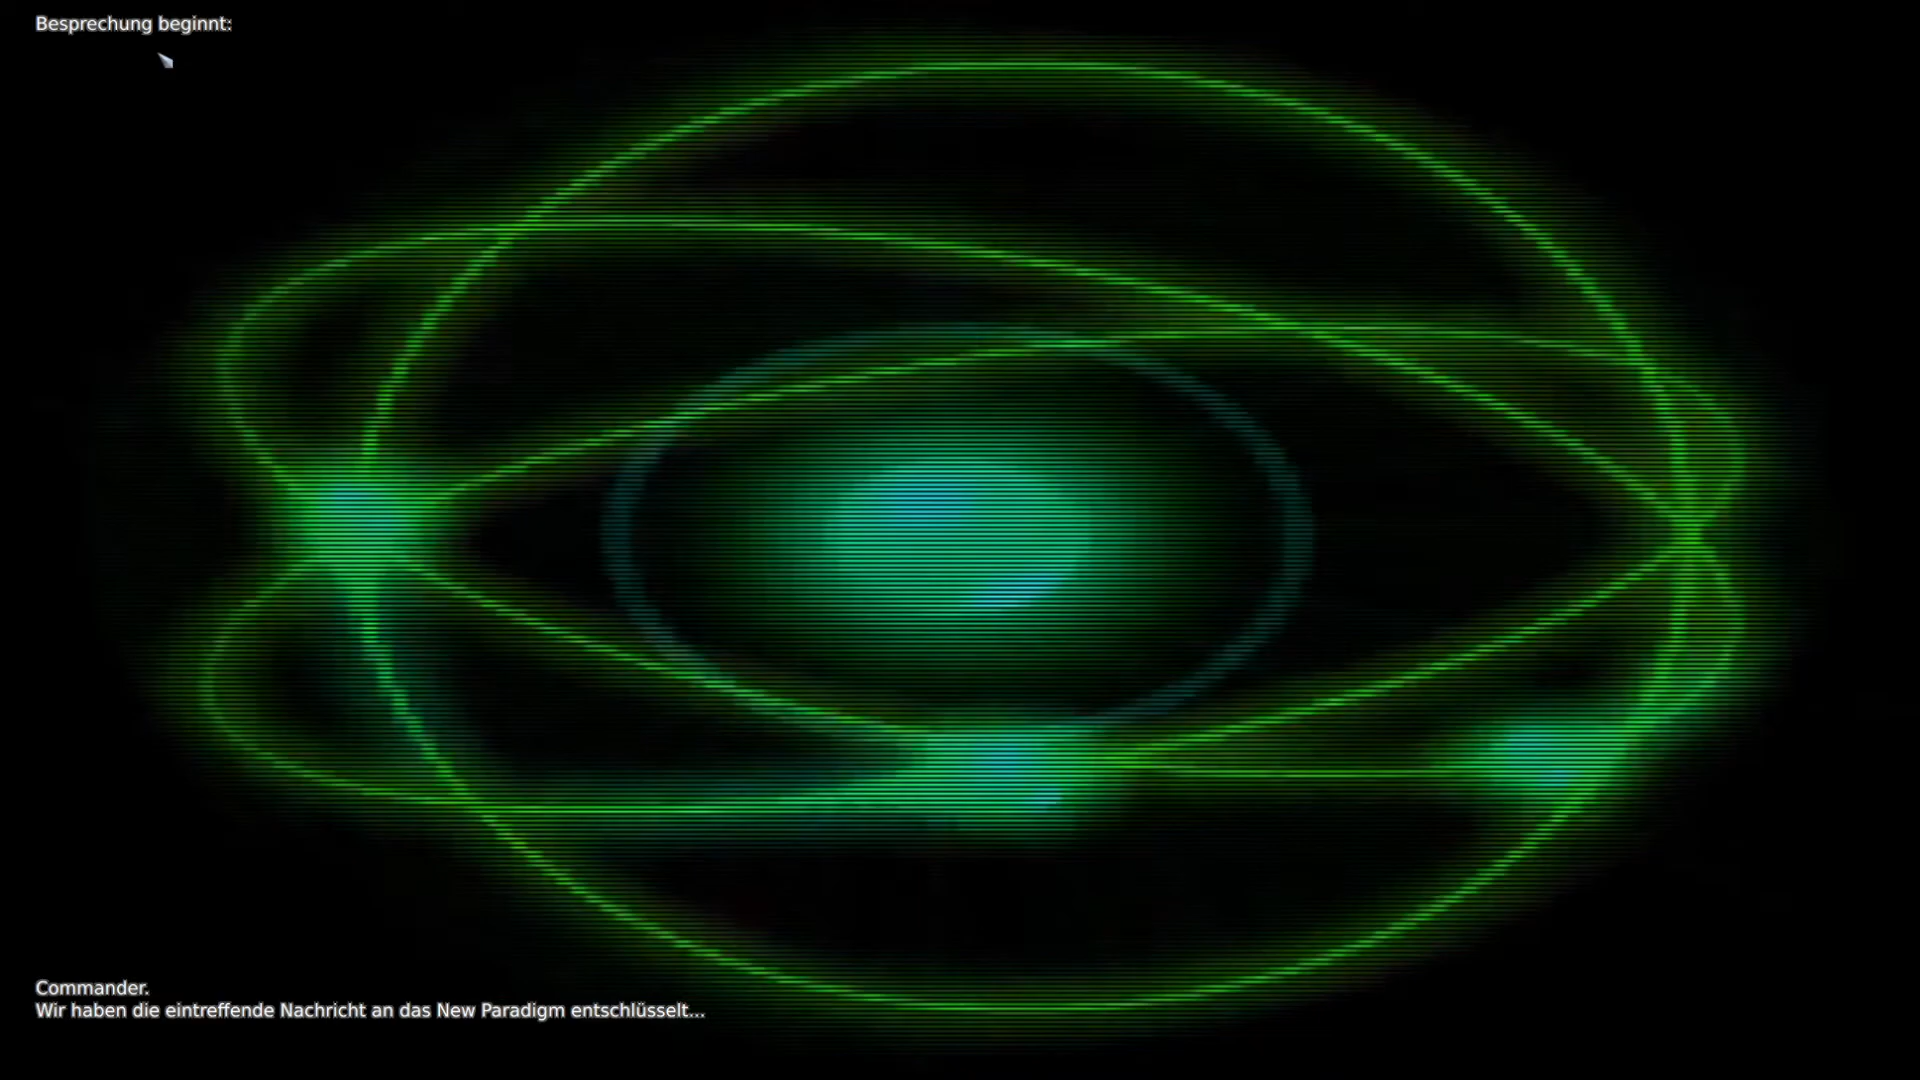 Besprechung beginnt:
Commander.
Wir haben die eintreffende Nachricht an das New Paradigm entschlüsselt...